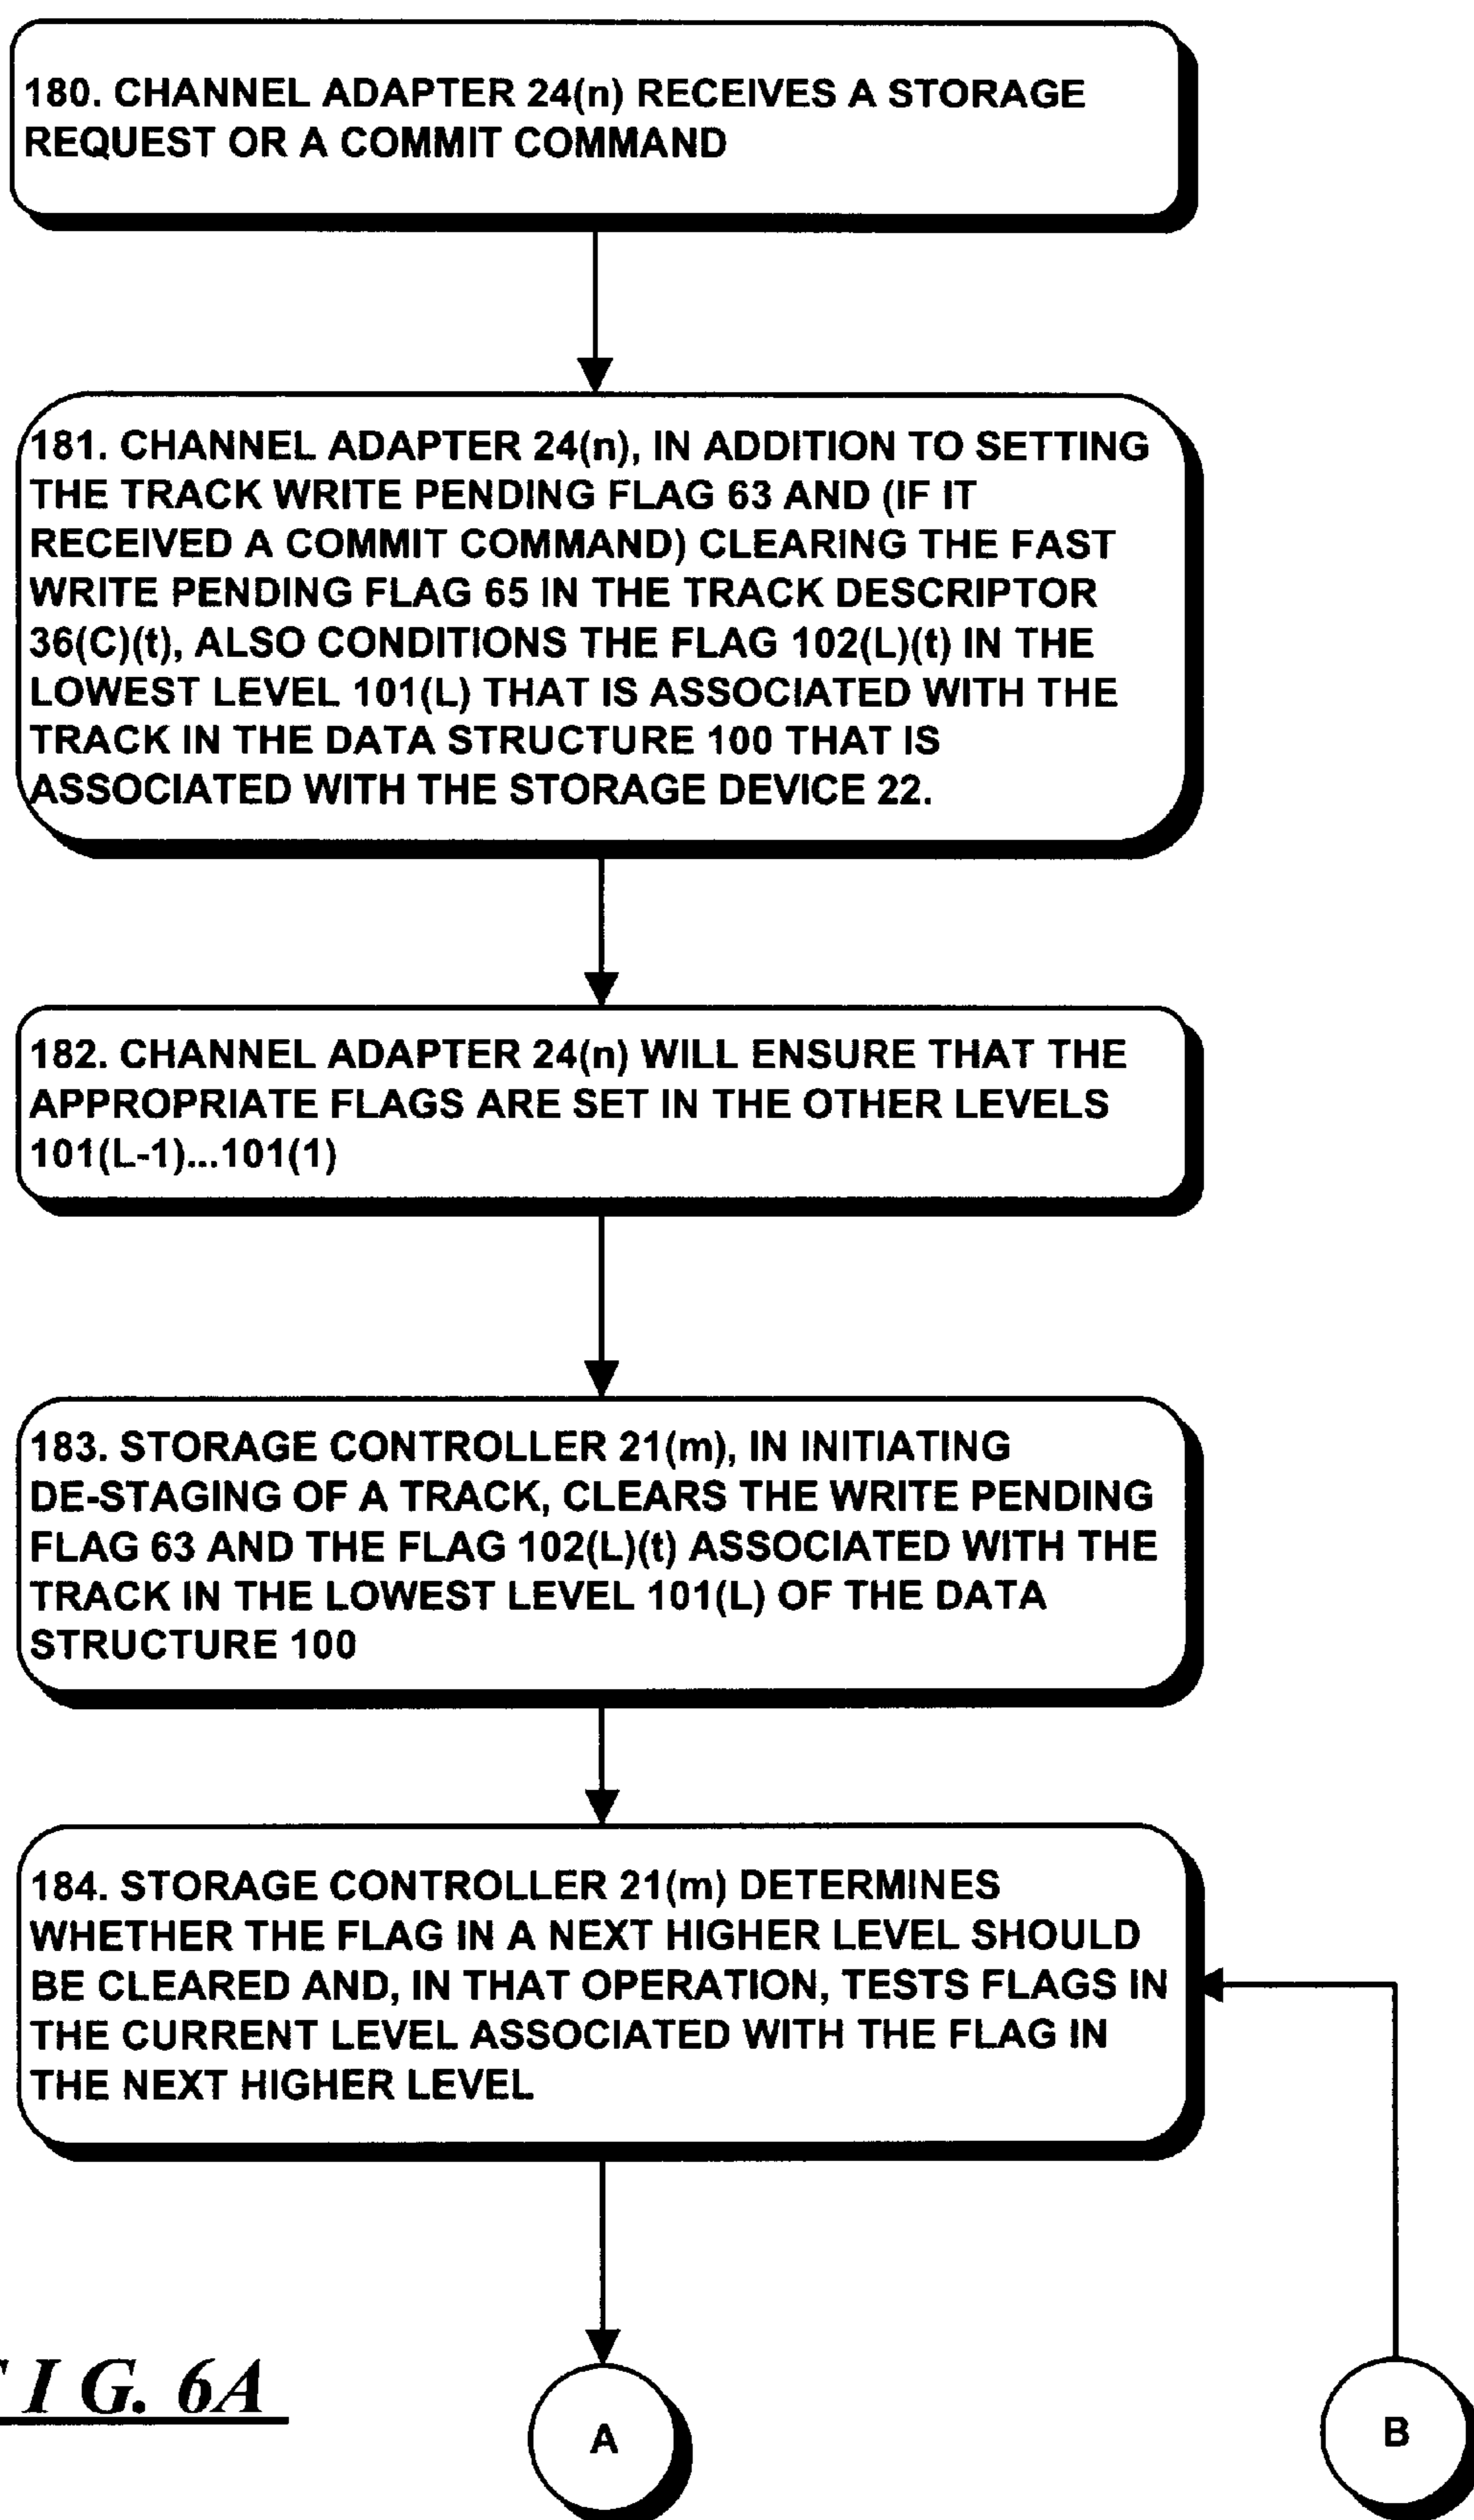 180. CHANNEL ADAPTER 24(n) RECEIVES A STORAGE
REQUEST OR A COMMIT COMMAND
181. CHANNEL ADAPTER 24(n), IN ADDITION TO SETTING
THE TRACK WRITE PENDING FLAG 63 AND (IF IT
RECEIVED A COMMIT COMMAND) CLEARING THE FAST
WRITE PENDING FLAG 65 IN THE TRACK DESCRIPTOR
36(C)(t), ALSO CONDITIONS THE FLAG 102(L)(t) IN THE
LOWEST LEVEL 101(L) THAT IS ASSOCIATED WITH THE
TRACK IN THE DATA STRUCTURE 100 THAT IS
ASSOCIATED WITH THE STORAGE DEVICE 22.
182. CHANNEL ADAPTER 24(n) WILL ENSURE THAT THE
APPROPRIATE FLAGS ARE SET IN THE OTHER LEVELS
101(L-1)...101(1)
183. STORAGE CONTROLLER 21(m), IN INITIATING
DE-STAGING OF A TRACK, CLEARS THE WRITE PENDING
FLAG 63 AND THE FLAG 102(L)(t) ASSOCIATED WITH THE
TRACK IN THE LOWEST LEVEL 101(L) OF THE DATA
STRUCTURE 100
184. STORAGE CONTROLLER 21(m) DETERMINES
WHETHER THE FLAG IN A NEXT HIGHER LEVEL SHOULD
BE CLEARED AND, IN THAT OPERATION, TESTS FLAGS IN
THE CURRENT LEVEL ASSOCIATED WITH THE FLAG IN
THE NEXT HIGHER LEVEL
FIG. 6A
A
B